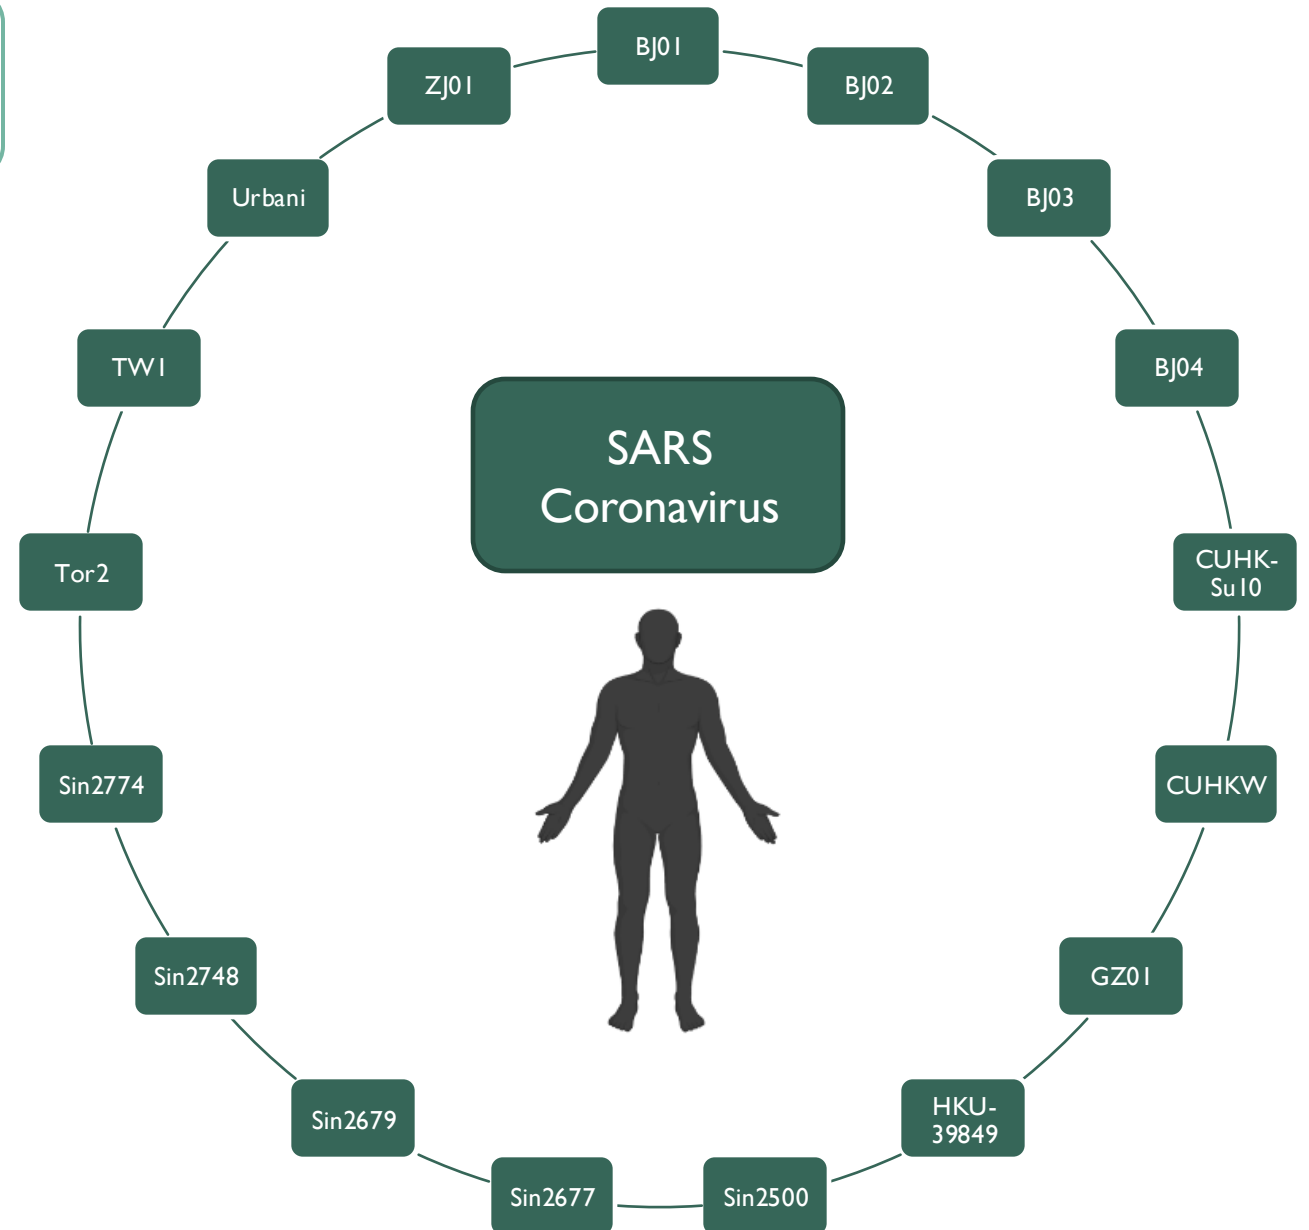 BJ01
BJ02
BJ03
BJ04
CUHK-
Su10
CUHKW
GZ01
HKU-
39849
Sin2500
Sin2677
Sin2679
Sin2748
Sin2774
Tor2
TW1
Urbani
ZJ01
SARS
Coronavirus